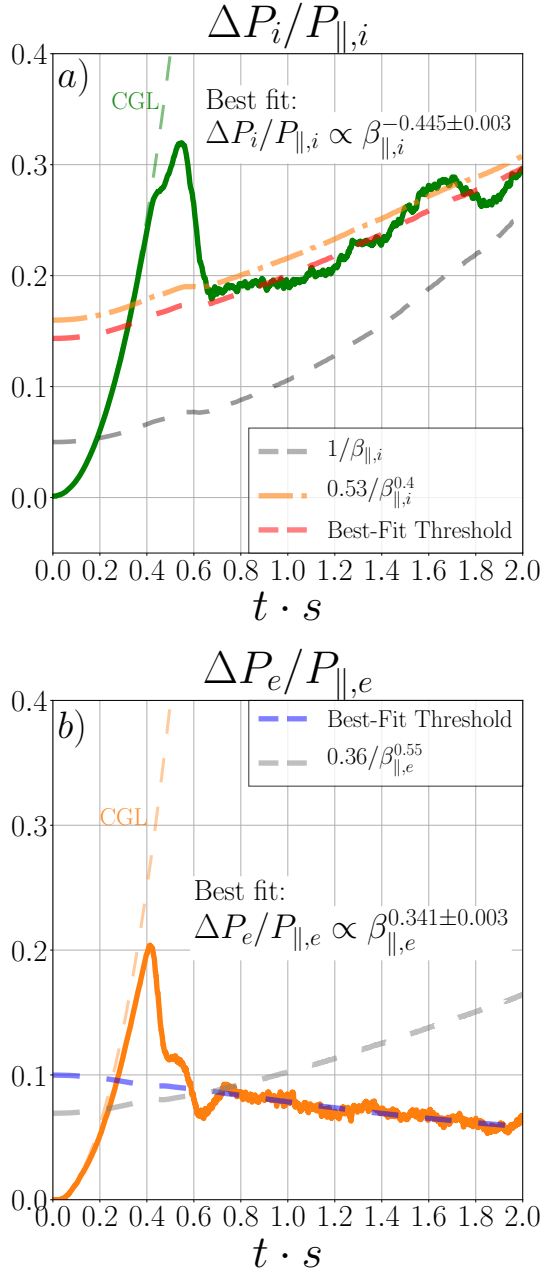 ΔP_i/P_{∥,i}
a)
CGL
Best fit:
ΔP_i/P_{∥,i} ∝ β_{∥,i}^{−0.445±0.003}
0.4
0.3
0.2
0.1
0.0
1/β_{∥,i}
0.53/β_{∥,i}^{0.4}
Best-Fit Threshold
0.0 0.2 0.4 0.6 0.8 1.0 1.2 1.4 1.6 1.8 2.0
t · s
ΔP_e/P_{∥,e}
b)
Best-Fit Threshold
0.36/β_{∥,e}^{0.55}
CGL
Best fit:
ΔP_e/P_{∥,e} ∝ β_{∥,e}^{0.341±0.003}
0.4
0.3
0.2
0.1
0.0
0.0 0.2 0.4 0.6 0.8 1.0 1.2 1.4 1.6 1.8 2.0
t · s